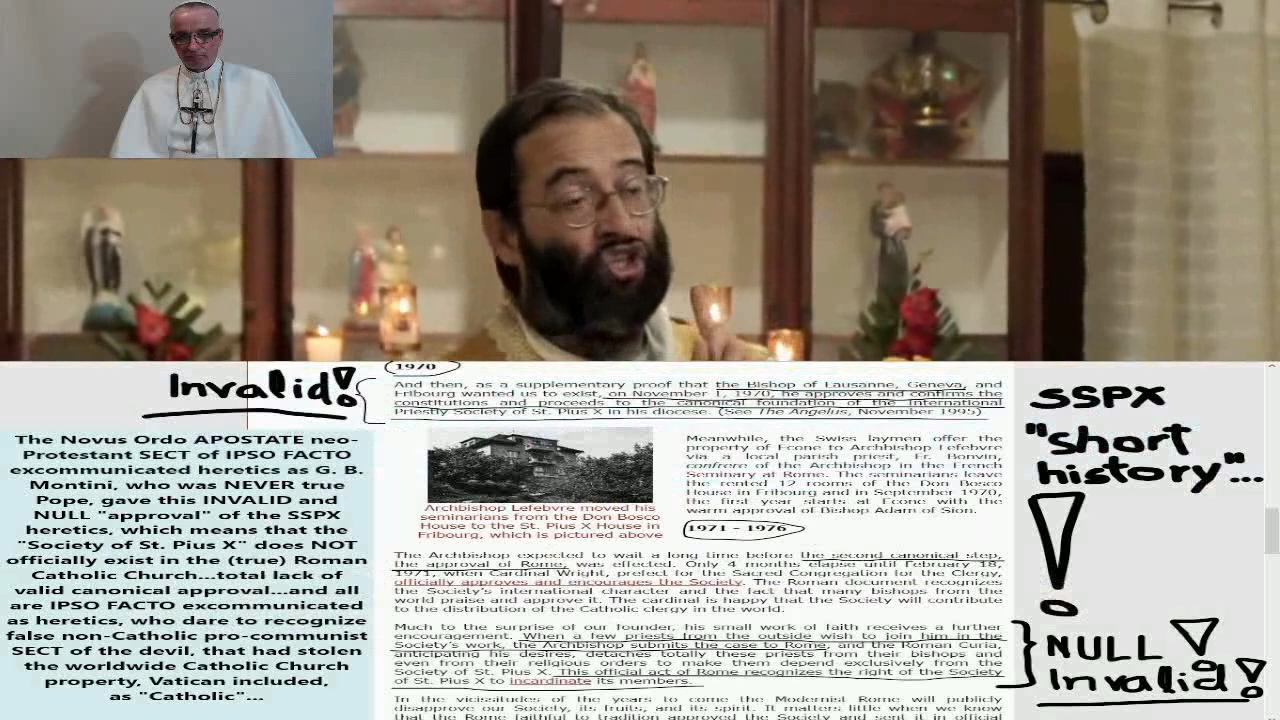 1970
Invalid!
And then, as a supplementary proof that the Bishop of Lausanne, Geneva, and
Fribourg wanted us to exist, on November 1, 1970, he approves and confirms the
constitutions and proceeds to the canonical foundation of the International
Priestly Society of St. Pius X in his diocese. (See The Angelus, November 1995)
The Novus Ordo APOSTATE neo-
Protestant SECT of IPSO FACTO
excommunicated heretics as G. B.
Montini, who was NEVER true
Pope, gave this INVALID and
NULL "approval" of the SSPX
heretics, which means that the
"Society of St. Pius X" does NOT
officially exist in the (true) Roman
Catholic Church...total lack of
valid canonical approval...and all
are IPSO FACTO excommunicated
as heretics, who dare to recognize
false non-Catholic pro-communist
SECT of the devil, that had stolen
the worldwide Catholic Church
property, Vatican included,
as "Catholic"...
Archbishop Lefebvre moved his
seminarians from the Don Bosco
House to the St. Pius X House in
Fribourg, which is pictured above
Meanwhile, the Swiss laymen offer the
property of Econe to Archbishop Lefebvre
via a local parish priest, Fr. Bonvin,
confrere of the Archbishop in the French
Seminary at Rome. The seminarians leave
the rented 12 rooms of the Don Bosco
House in Fribourg and in September 1970,
the first year starts at Econe with the
warm approval of Bishop Adam of Sion.
1971 - 1976
The Archbishop expected to wait a long time before the second canonical step,
the approval of Rome, was effected. Only 4 months elapse until February 18,
1971, when Cardinal Wright, prefect for the Sacred Congregation for the Clergy,
officially approves and encourages the Society. The Roman document recognizes
the Society's international character and the fact that many bishops from the
world praise and approve it. The cardinal is happy that the Society will contribute
to the distribution of the Catholic clergy in the world.
Much to the surprise of our founder, his small work of faith receives a further
encouragement. When a few priests from the outside wish to join him in the
Society's work, the Archbishop submits the case to Rome, and the Roman Curia,
anticipating his desires, detaches totally these priests from their bishops and
even from their religious orders to make them depend exclusively from the
Society of St. Pius X. This official act of Rome recognizes the right of the Society
of St. Pius X to incardinate its members.
In the vicissitudes of the years to come the Modernist Rome will publicly
disapprove our Society, its fruits, and its spirit. It matters little when we know
that the Rome faithful to tradition approved the Society and sent it in official
SSPX
"short
history"...
!
NULL!
Invalid!